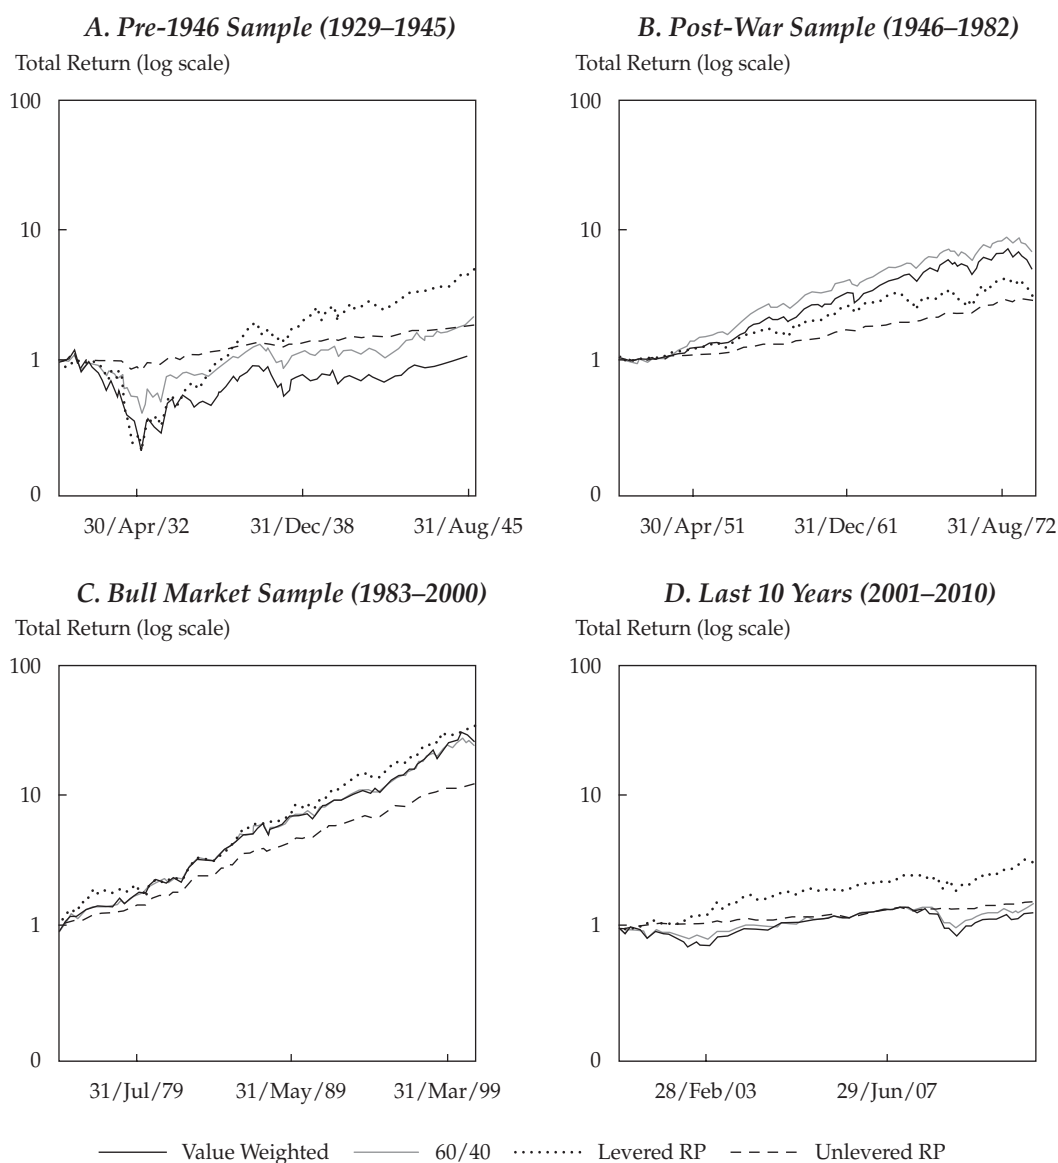 A. Pre-1946 Sample (1929–1945)
Total Return (log scale)
100
10
1
0
30/Apr/32 31/Dec/38 31/Aug/45
B. Post-War Sample (1946–1982)
Total Return (log scale)
100
10
1
0
30/Apr/51 31/Dec/61 31/Aug/72
C. Bull Market Sample (1983–2000)
Total Return (log scale)
100
10
1
0
31/Jul/79 31/May/89 31/Mar/99
D. Last 10 Years (2001–2010)
Total Return (log scale)
100
10
1
0
28/Feb/03 29/Jun/07
Value Weighted 60/40 Levered RP Unlevered RP